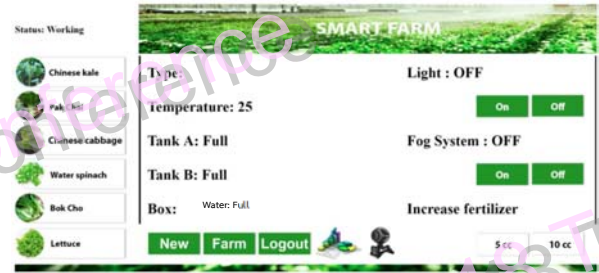 SMART FARM
Status: Working
Chinese kale
Pak Choi
Chinese cabbage
Water spinach
Bok Cho
Lettuce
Type:
Temperature: 25
Tank A: Full
Tank B: Full
Box: Water: Full
New Farm Logout
Light : OFF
On Off
Fog System : OFF
On Off
Increase fertilizer
5 cc 10 cc